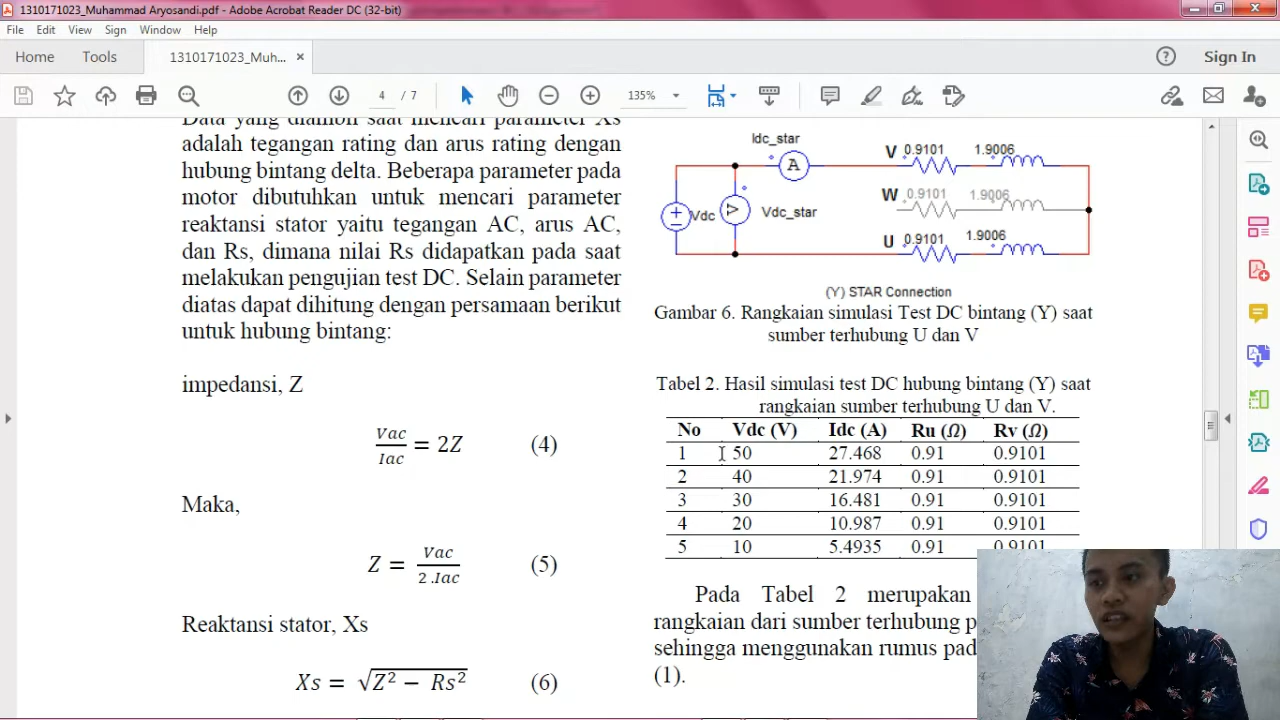 1310171023_Muhammad Aryosandi.pdf - Adobe Acrobat Reader DC (32-bit)
File Edit View Sign Window Help
Home Tools 1310171023_Muh... × Sign In
4 / 7 135%
Data yang diambil saat mencari parameter Xs
adalah tegangan rating dan arus rating dengan
hubung bintang delta. Beberapa parameter pada
motor dibutuhkan untuk mencari parameter
reaktansi stator yaitu tegangan AC, arus AC,
dan Rs, dimana nilai Rs didapatkan pada saat
melakukan pengujian test DC. Selain parameter
diatas dapat dihitung dengan persamaan berikut
untuk hubung bintang:
impedansi, Z
Vac/Iac = 2Z (4)
Maka,
Z = Vac/2 .Iac (5)
Reaktansi stator, Xs
Xs = √Z² − Rs² (6)
Idc_star
A
V 0.9101 1.9006
W 0.9101 1.9006
Vdc V Vdc_star
U 0.9101 1.9006
(Y) STAR Connection
Gambar 6. Rangkaian simulasi Test DC bintang (Y) saat
sumber terhubung U dan V
Tabel 2. Hasil simulasi test DC hubung bintang (Y) saat
rangkaian sumber terhubung U dan V.
No Vdc (V) Idc (A) Ru (Ω) Rv (Ω)
1 50 27.468 0.91 0.9101
2 40 21.974 0.91 0.9101
3 30 16.481 0.91 0.9101
4 20 10.987 0.91 0.9101
5 10 5.4935 0.91 0.9101
Pada Tabel 2 merupakan
rangkaian dari sumber terhubung
sehingga menggunakan rumus pad
(1).